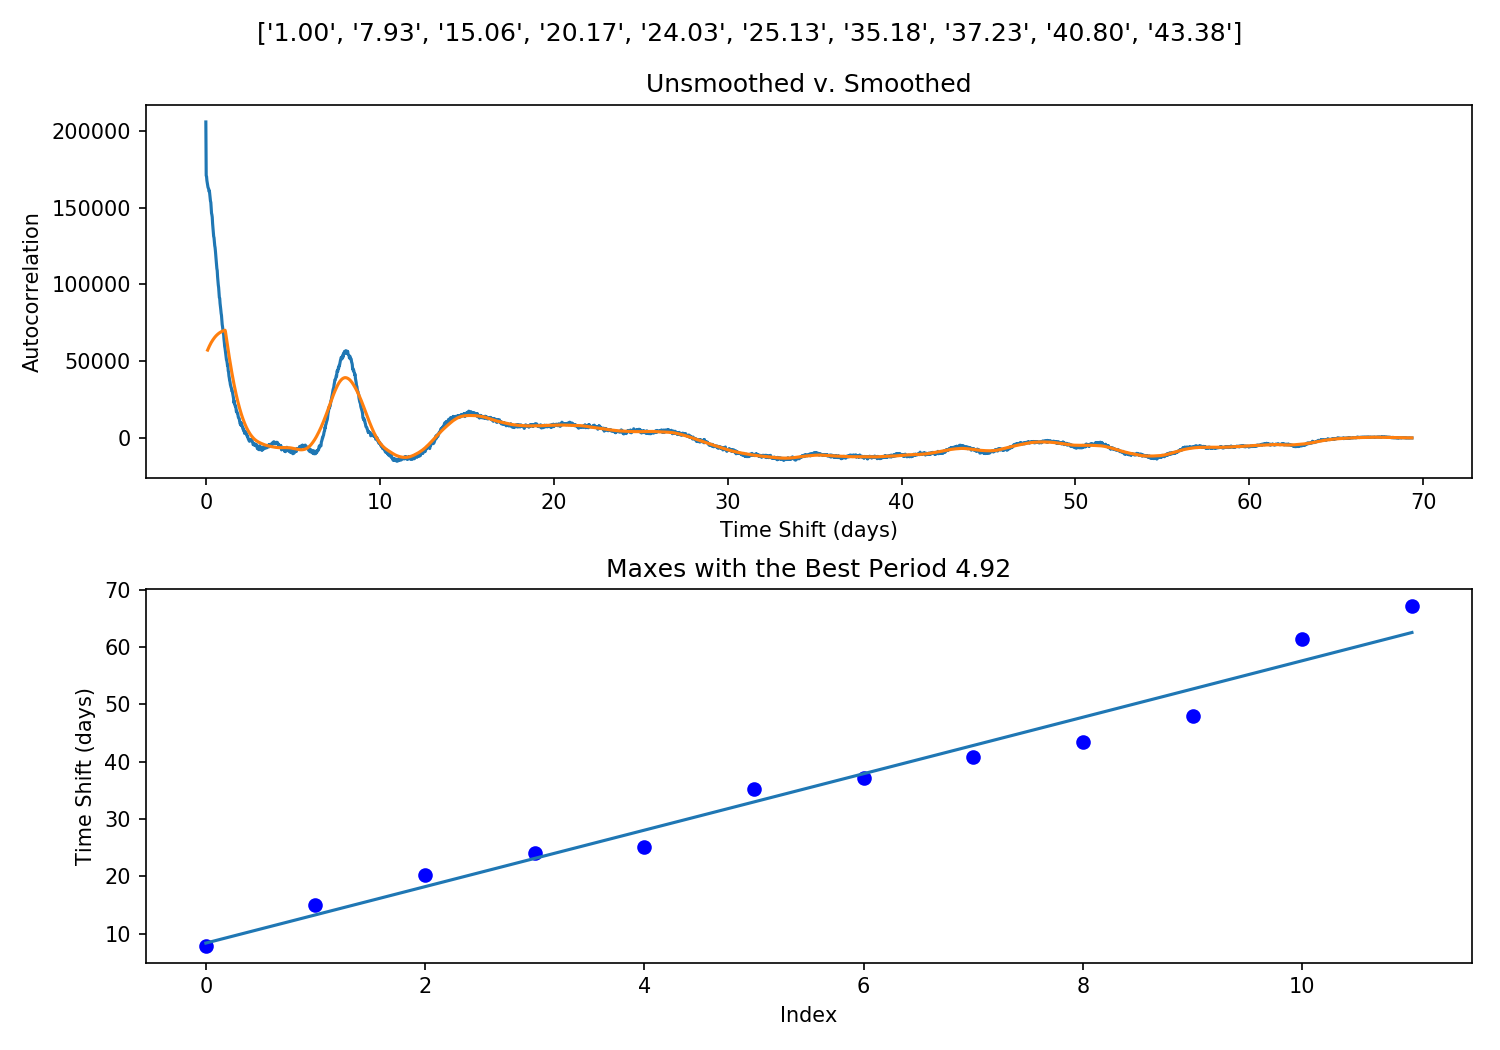 ['1.00', '7.93', '15.06', '20.17', '24.03', '25.13', '35.18', '37.23', '40.80', '43.38']
Unsmoothed v. Smoothed
Autocorrelation
200000
150000
100000
50000
0
0 10 20 30 40 50 60 70
Time Shift (days)
Maxes with the Best Period 4.92
Time Shift (days)
70
60
50
40
30
20
10
0 2 4 6 8 10
Index